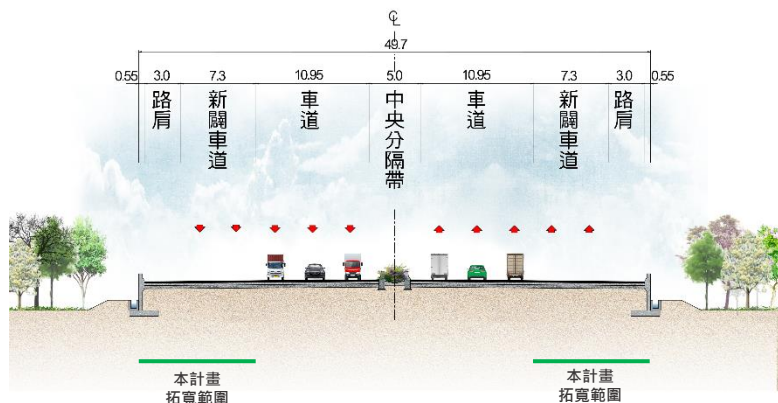 ℄
49.7
0.55 3.0 7.3 10.95 5.0 10.95 7.3 3.0 0.55
路肩
新闢車道
車道
中央分隔帶
車道
新闢車道
路肩
本計畫
拓寬範圍
本計畫
拓寬範圍